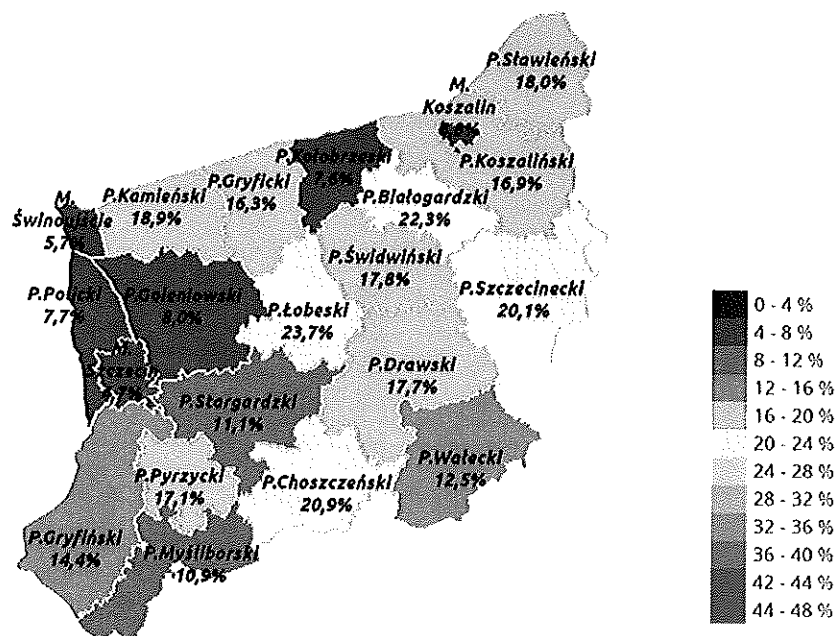 P.Sławieński
18,0%
M.
Koszalin
P.Koszaliński
16,9%
P.Kołobrzeski
7,6%
P.Gryficki
16,3%
P.Białogardzki
22,3%
P.Kamieński
18,9%
M.
Świnoujście
5,7%
P.Świdwiński
17,8%
P.Szczecinecki
20,1%
P.Policki
7,7%
P.Goleniowski
8,0%
P.Łobeski
23,7%
P.Drawski
17,7%
M.
Szczecin
P.Stargardzki
11,1%
P.Wałecki
12,5%
P.Pyrzycki
17,1%
P.Choszczeński
20,9%
P.Gryfiński
14,4%
P.Myśliborski
10,9%
0 - 4 %
4 - 8 %
8 - 12 %
12 - 16 %
16 - 20 %
20 - 24 %
24 - 28 %
28 - 32 %
32 - 36 %
36 - 40 %
42 - 44 %
44 - 48 %